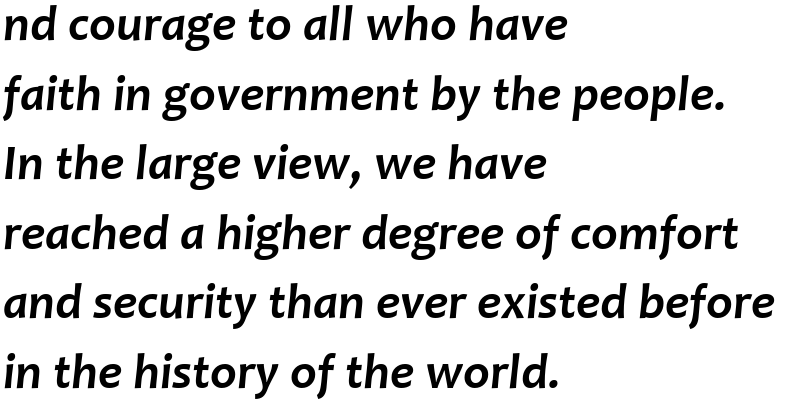 nd courage to all who have
faith in government by the people.
In the large view, we have
reached a higher degree of comfort
and security than ever existed before
in the history of the world.